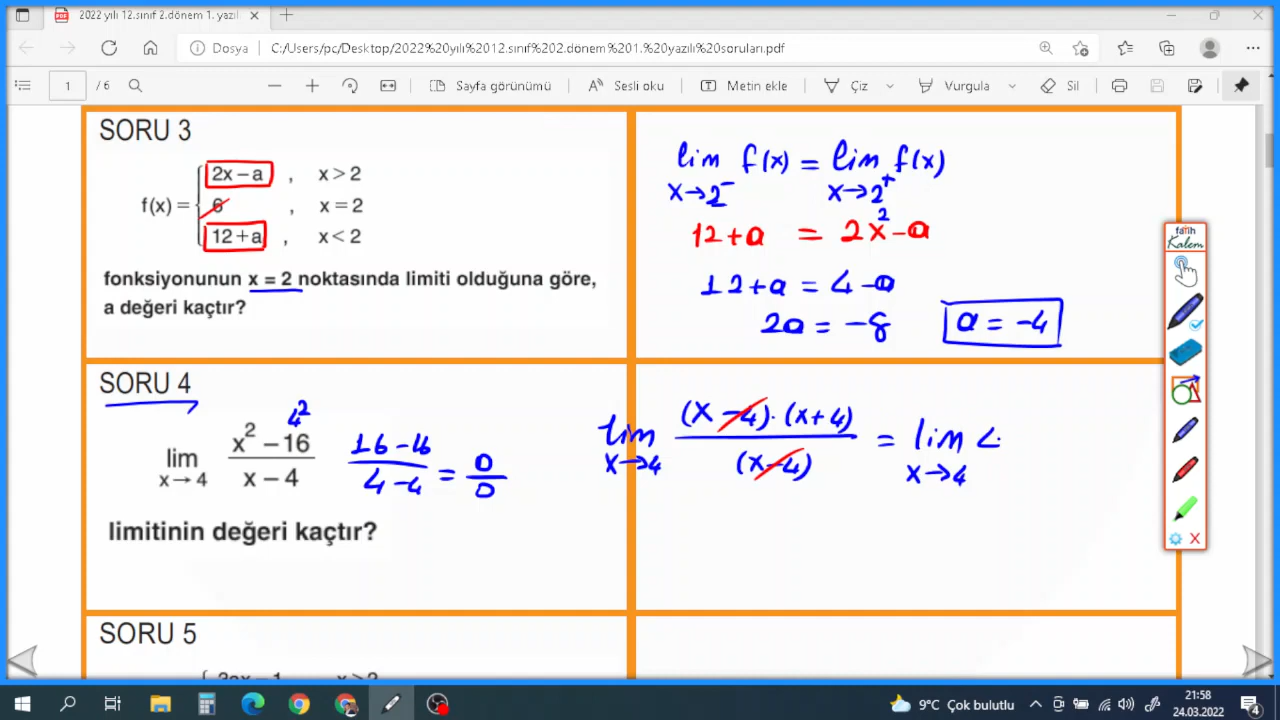 2022 yılı 12.sınıf 2.dönem 1. yazıl
Dosya C:/Users/pc/Desktop/2022%20yılı%2012.sınıf%202.dönem%201.%20yazılı%20soruları.pdf
1 / 6 Sayfa görünümü Sesli oku Metin ekle Çiz Vurgula Sil
SORU 3
f(x) = { 2x – a , x > 2
6 , x = 2
12 + a , x < 2
fonksiyonunun x = 2 noktasında limiti olduğuna göre,
a değeri kaçtır?
lim x→2⁻ f(x) = lim x→2⁺ f(x)
12+a = 2x² -a
12+a = 4-a
2a = -8 a = -4
fatih
Kalem
SORU 4
lim x→4 x² – 16 / x – 4
4²
16-16 / 4-4 = 0/0
limitinin değeri kaçtır?
lim x→4 (x-4)·(x+4) / (x-4) = lim x→4
SORU 5
2ax – 1 , x > 2
9°C Çok bulutlu
21:58
24.03.2022
4